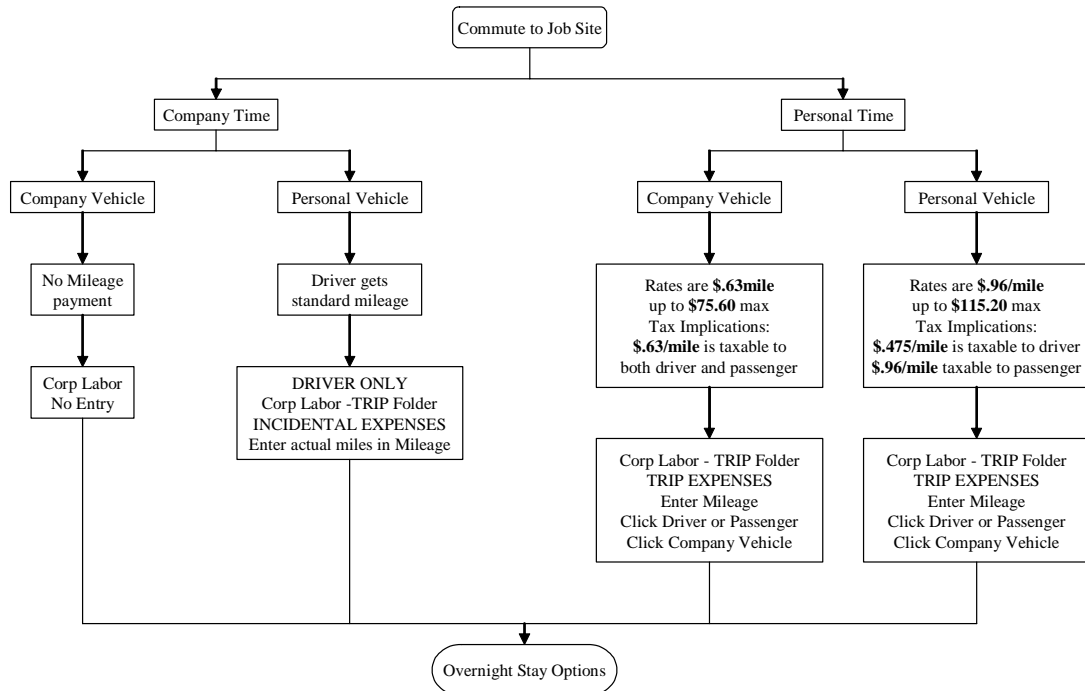 Commute to Job Site
Company Time
Personal Time
Company Vehicle
Personal Vehicle
Company Vehicle
Personal Vehicle
No Mileage
payment
Driver gets
standard mileage
Rates are $.63mile
up to $75.60 max
Tax Implications:
$.63/mile is taxable to
both driver and passenger
Rates are $.96/mile
up to $115.20 max
Tax Implications:
$.475/mile is taxable to driver
$.96/mile taxable to passenger
Corp Labor
No Entry
DRIVER ONLY
Corp Labor -TRIP Folder
INCIDENTAL EXPENSES
Enter actual miles in Mileage
Corp Labor - TRIP Folder
TRIP EXPENSES
Enter Mileage
Click Driver or Passenger
Click Company Vehicle
Corp Labor - TRIP Folder
TRIP EXPENSES
Enter Mileage
Click Driver or Passenger
Click Company Vehicle
Overnight Stay Options